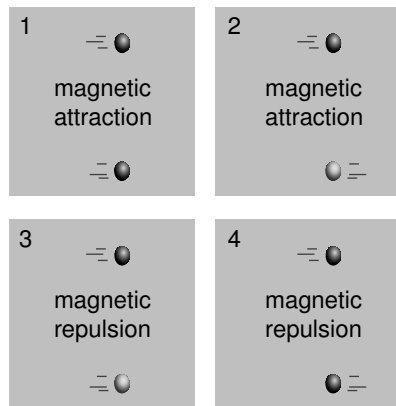 1
magnetic
attraction
2
magnetic
attraction
3
magnetic
repulsion
4
magnetic
repulsion